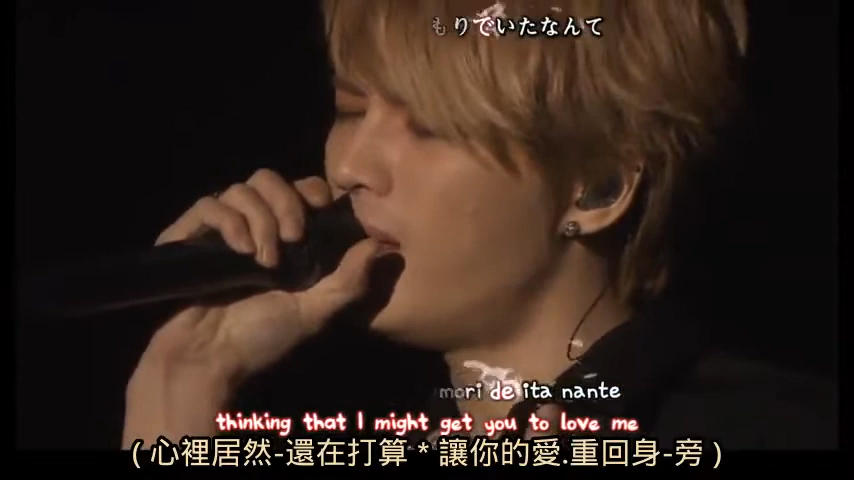 もりでいたなんて
mori de ita nante
thinking that I might get you to love me
( 心裡居然-還在打算 * 讓你的愛.重回身-旁 )